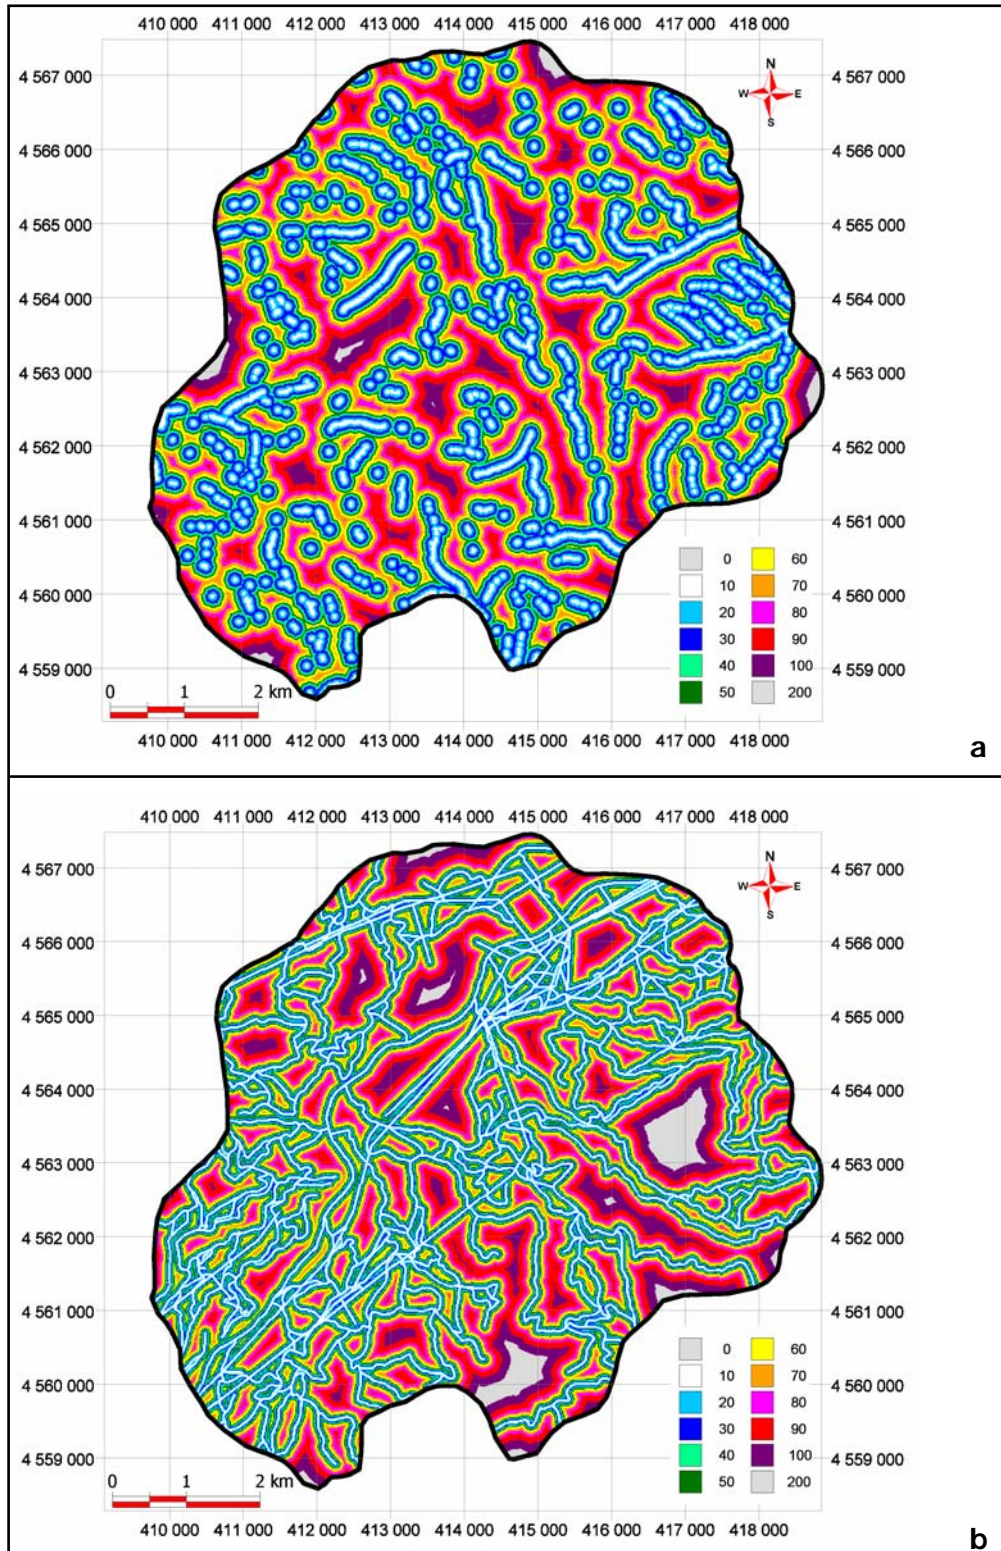 410 000 411 000 412 000 413 000 414 000 415 000 416 000 417 000 418 000
4 567 000 N 4 567 000
W E
S
4 566 000 4 566 000
4 565 000 4 565 000
4 564 000 4 564 000
4 563 000 4 563 000
4 562 000 4 562 000
4 561 000 4 561 000
0 60
10 70
4 560 000 20 80 4 560 000
30 90
4 559 000 40 100 4 559 000
0 1 2 km 50 200
410 000 411 000 412 000 413 000 414 000 415 000 416 000 417 000 418 000
a
410 000 411 000 412 000 413 000 414 000 415 000 416 000 417 000 418 000
4 567 000 N 4 567 000
W E
S
4 566 000 4 566 000
4 565 000 4 565 000
4 564 000 4 564 000
4 563 000 4 563 000
4 562 000 4 562 000
4 561 000 4 561 000
0 60
10 70
4 560 000 20 80 4 560 000
30 90
4 559 000 40 100 4 559 000
0 1 2 km 50 200
410 000 411 000 412 000 413 000 414 000 415 000 416 000 417 000 418 000
b